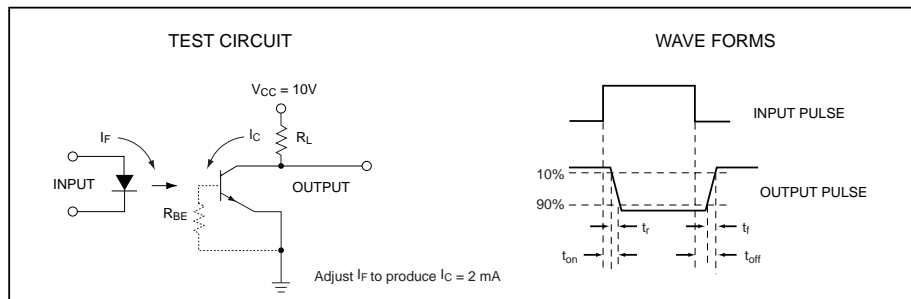 TEST CIRCUIT
WAVE FORMS
VCC = 10V
IF
IC
RL
INPUT
OUTPUT
RBE
Adjust IF to produce IC = 2 mA
INPUT PULSE
10%
OUTPUT PULSE
90%
tr
tf
ton
toff